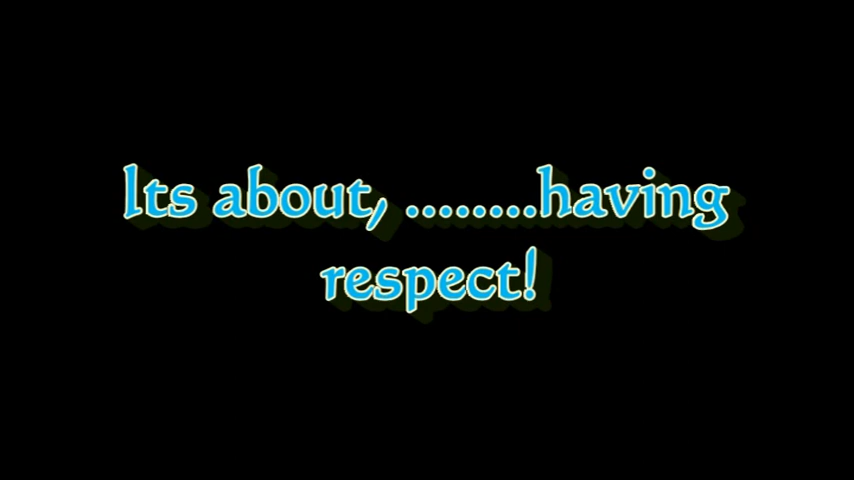 Its about, ........having
respect!